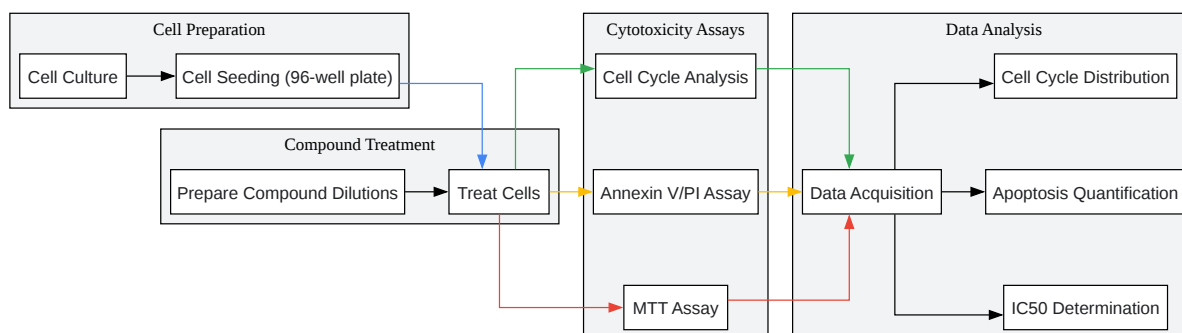 Cell Preparation
Cell Culture
Cell Seeding (96-well plate)
Compound Treatment
Prepare Compound Dilutions
Treat Cells
Cytotoxicity Assays
Cell Cycle Analysis
Annexin V/PI Assay
MTT Assay
Data Analysis
Data Acquisition
Cell Cycle Distribution
Apoptosis Quantification
IC50 Determination